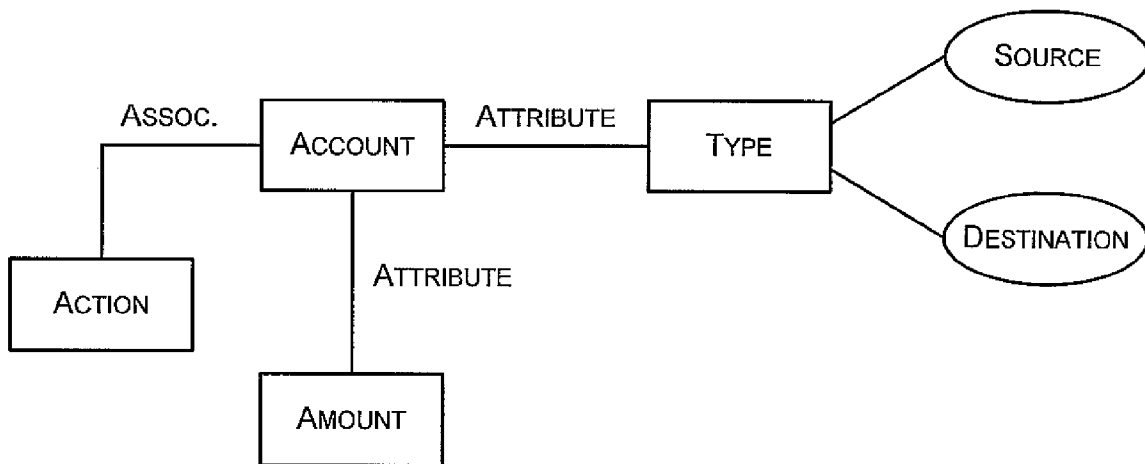 SOURCE
ASSOC.
ATTRIBUTE
ACCOUNT
TYPE
DESTINATION
ATTRIBUTE
ACTION
AMOUNT